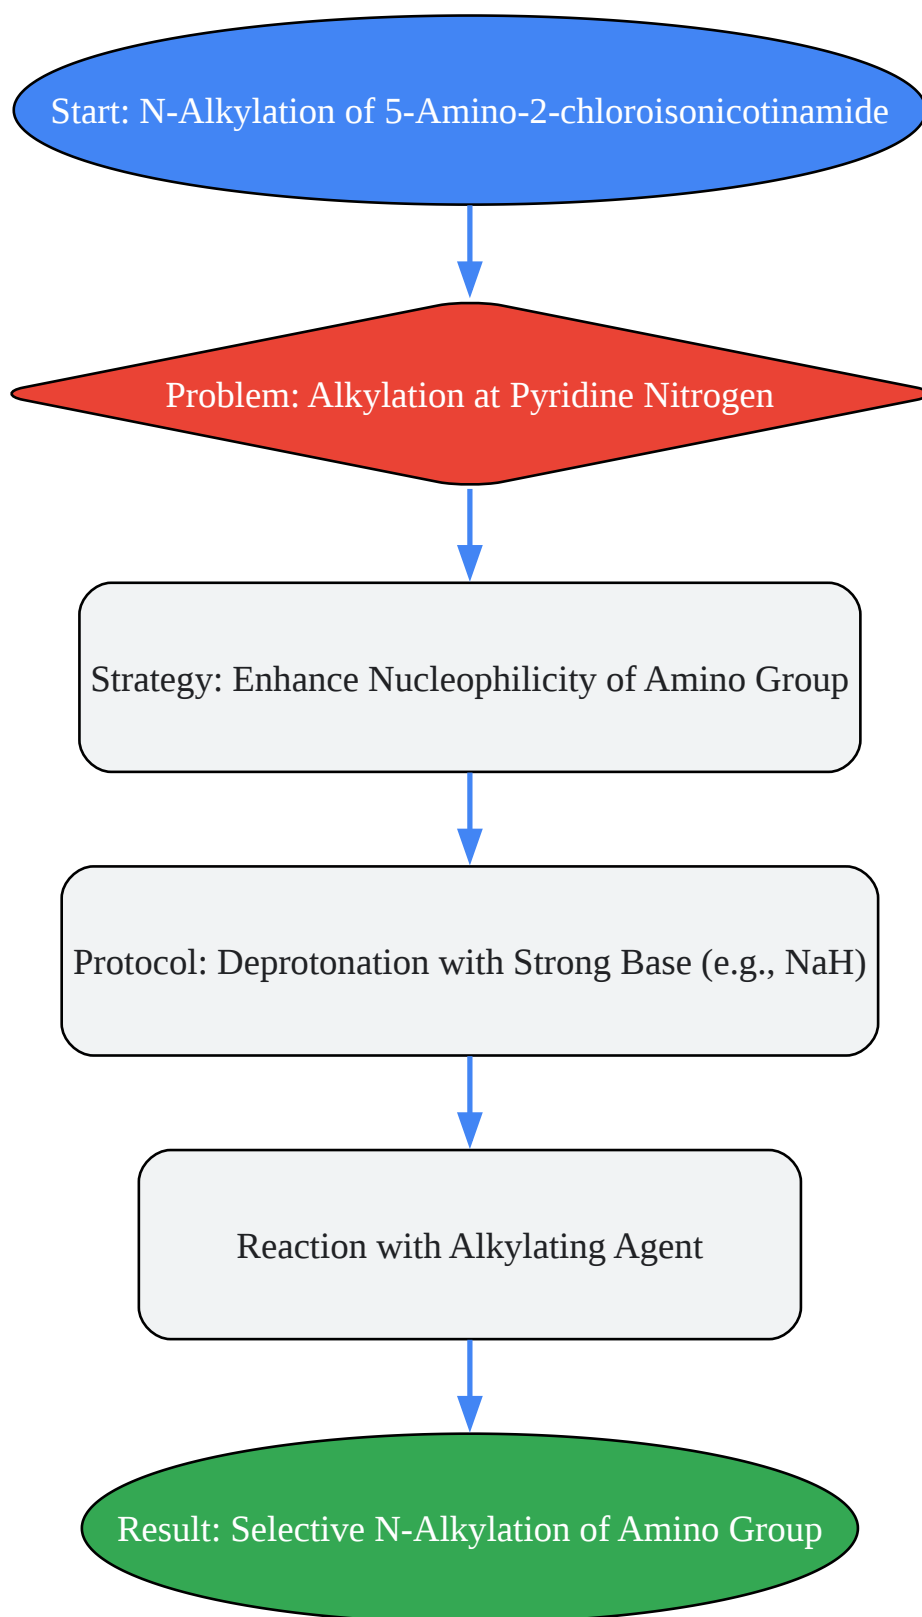 Start: N-Alkylation of 5-Amino-2-chloroisonicotinamide
Problem: Alkylation at Pyridine Nitrogen
Strategy: Enhance Nucleophilicity of Amino Group
Protocol: Deprotonation with Strong Base (e.g., NaH)
Reaction with Alkylating Agent
Result: Selective N-Alkylation of Amino Group